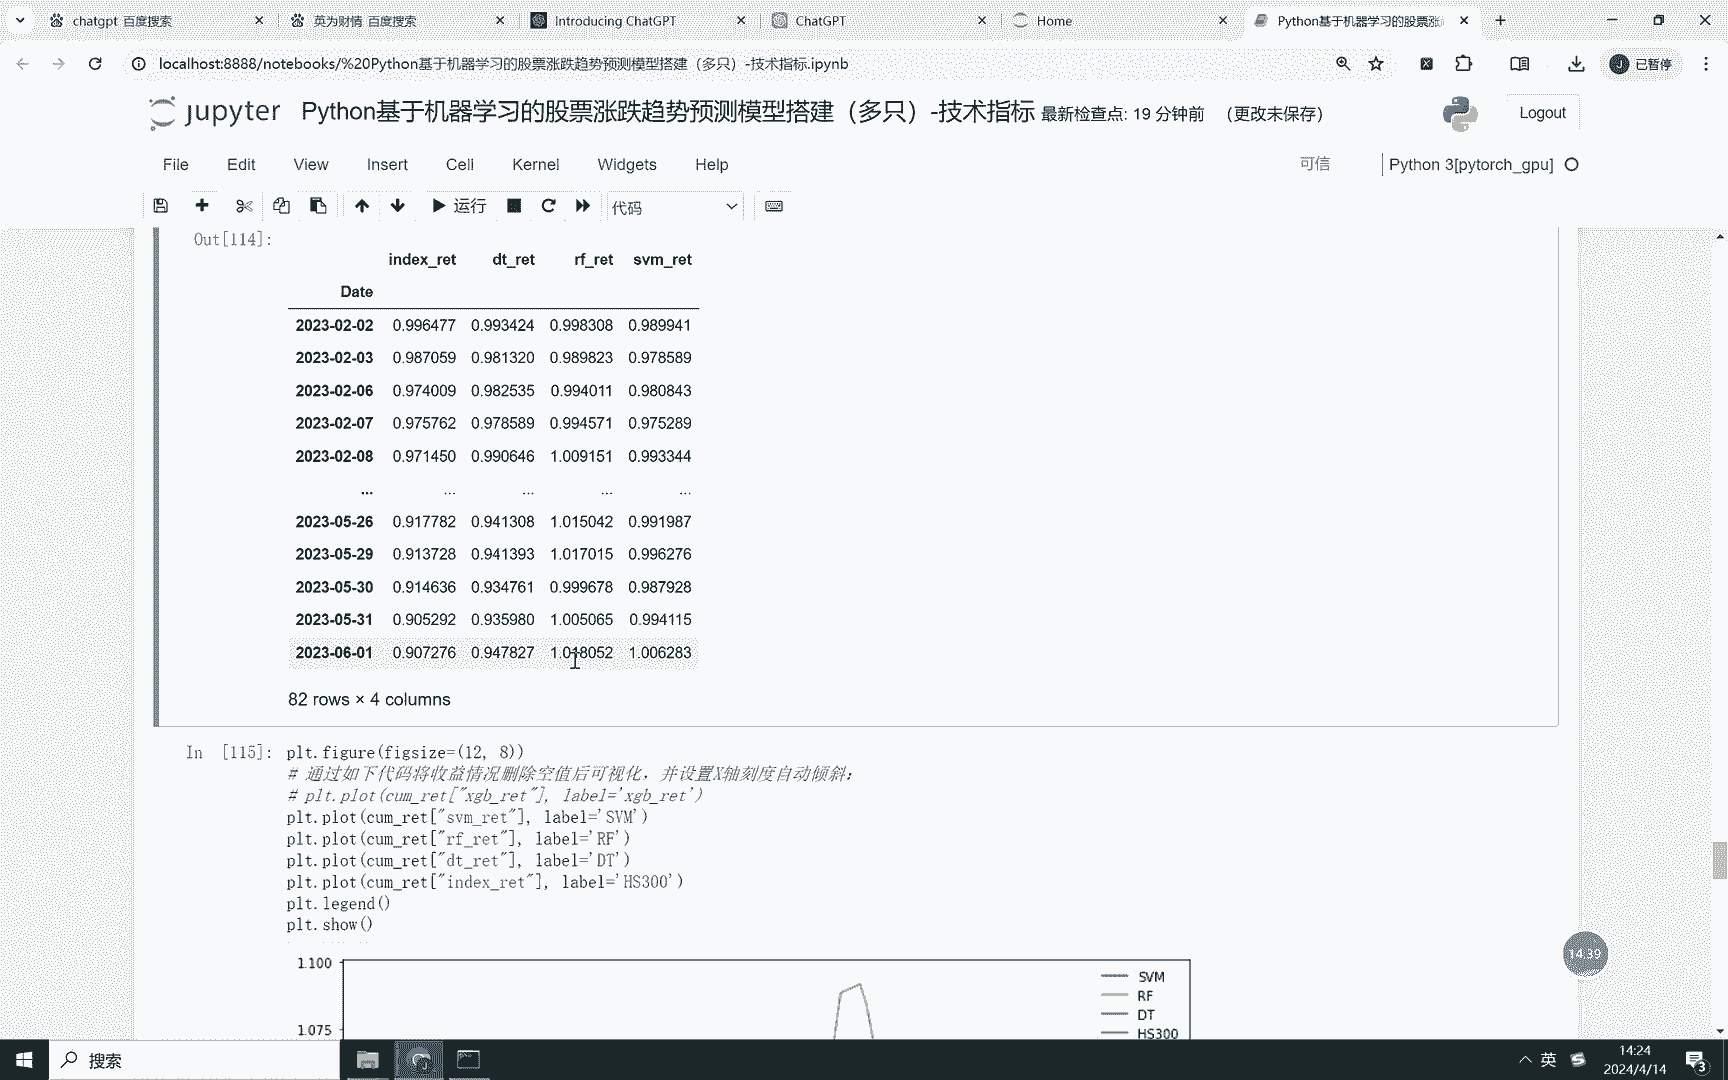 chatgpt 百度搜索
英为财情 百度搜索
Introducing ChatGPT
ChatGPT
Home
Python基于机器学习的股票涨
localhost:8888/notebooks/%20Python基于机器学习的股票涨跌趋势预测模型搭建（多只）-技术指标.ipynb
J 已暂停
jupyter Python基于机器学习的股票涨跌趋势预测模型搭建（多只）-技术指标 最新检查点: 19 分钟前 （更改未保存）
Logout
File Edit View Insert Cell Kernel Widgets Help
可信 Python 3[pytorch_gpu]
运行 代码
Out[114]:
index_ret dt_ret rf_ret svm_ret
Date
2023-02-02 0.996477 0.993424 0.998308 0.989941
2023-02-03 0.987059 0.981320 0.989823 0.978589
2023-02-06 0.974009 0.982535 0.994011 0.980843
2023-02-07 0.975762 0.978589 0.994571 0.975289
2023-02-08 0.971450 0.990646 1.009151 0.993344
... ... ... ... ...
2023-05-26 0.917782 0.941308 1.015042 0.991987
2023-05-29 0.913728 0.941393 1.017015 0.996276
2023-05-30 0.914636 0.934761 0.999678 0.987928
2023-05-31 0.905292 0.935980 1.005065 0.994115
2023-06-01 0.907276 0.947827 1.006283
82 rows × 4 columns
In [115]: plt.figure(figsize=(12, 8))
# 通过如下代码将收益情况删除空值后可视化，并设置X轴刻度自动倾斜；
# plt.plot(cum_ret["xgb_ret"], label='xgb_ret')
plt.plot(cum_ret["svm_ret"], label='SVM')
plt.plot(cum_ret["rf_ret"], label='RF')
plt.plot(cum_ret["dt_ret"], label='DT')
plt.plot(cum_ret["index_ret"], label='HS300')
plt.legend()
plt.show()
1.100
1.075
SVM
RF
DT
HS300
14:39
搜索
英
14:24
2024/4/14
3